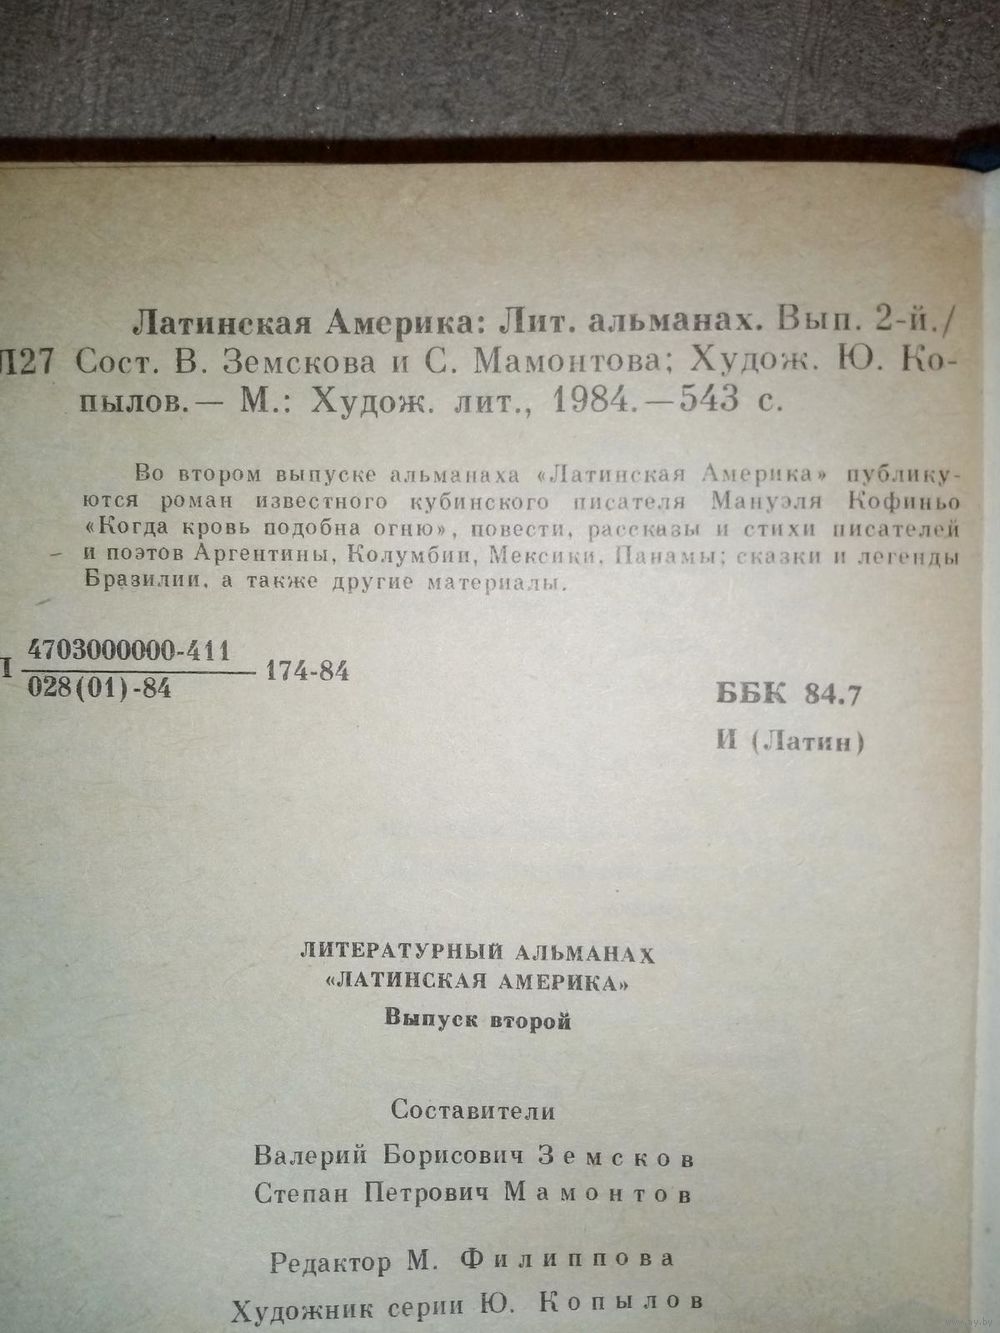 Латинская Америка: Лит. альманах. Вып. 2-й./
Л27 Сост. В. Земскова и С. Мамонтова; Худож. Ю. Ко-
пылов.— М.: Худож. лит., 1984.—543 с.
Во втором выпуске альманаха «Латинская Америка» публику-
ются роман известного кубинского писателя Мануэля Кофиньо
«Когда кровь подобна огню», повести, рассказы и стихи писателей
и поэтов Аргентины, Колумбии, Мексики, Панамы; сказки и легенды
Бразилии, а также другие материалы.
Л 4703000000-411
028(01)-84
174-84
ББК 84.7
И (Латин)
ЛИТЕРАТУРНЫЙ АЛЬМАНАХ
«ЛАТИНСКАЯ АМЕРИКА»
Выпуск второй
Составители
Валерий Борисович Земсков
Степан Петрович Мамонтов
Редактор М. Филиппова
Художник серии Ю. Копылов
www.ay.by